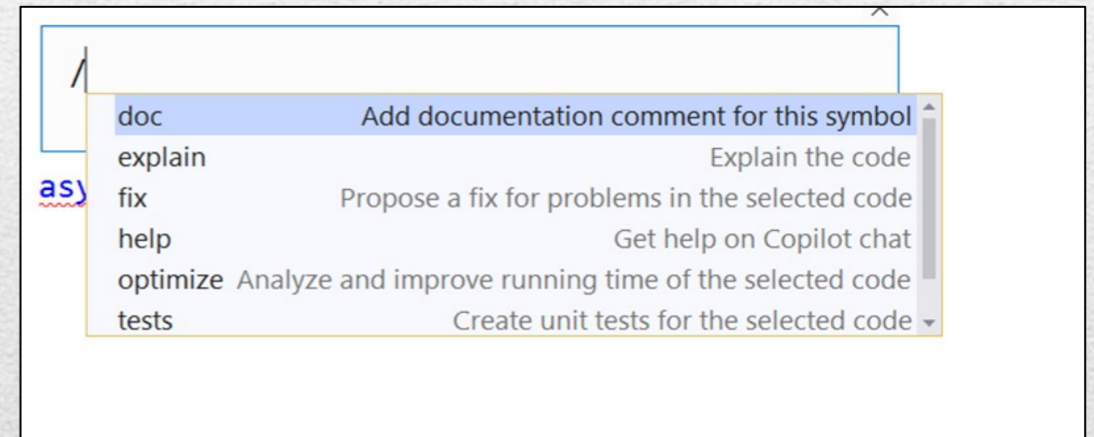 /
doc Add documentation comment for this symbol
explain Explain the code
asy
fix Propose a fix for problems in the selected code
help Get help on Copilot chat
optimize Analyze and improve running time of the selected code
tests Create unit tests for the selected code